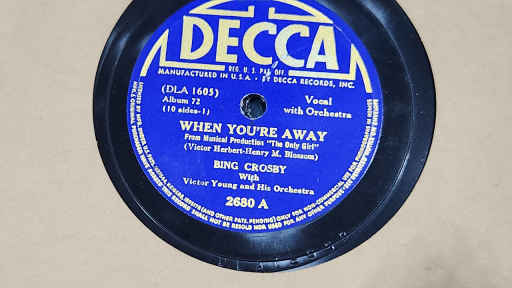 DECCA
REG. U.S. PAT. OFF.
MANUFACTURED IN U.S.A. - BY DECCA RECORDS, INC.
(DLA 1605)
Album 72
(10 sides-1)
Vocal
with Orchestra
WHEN YOU'RE AWAY
From Musical Production "The Only Girl"
(Victor Herbert-Henry M. Blossom)
BING CROSBY
With
Victor Young and His Orchestra
2680 A